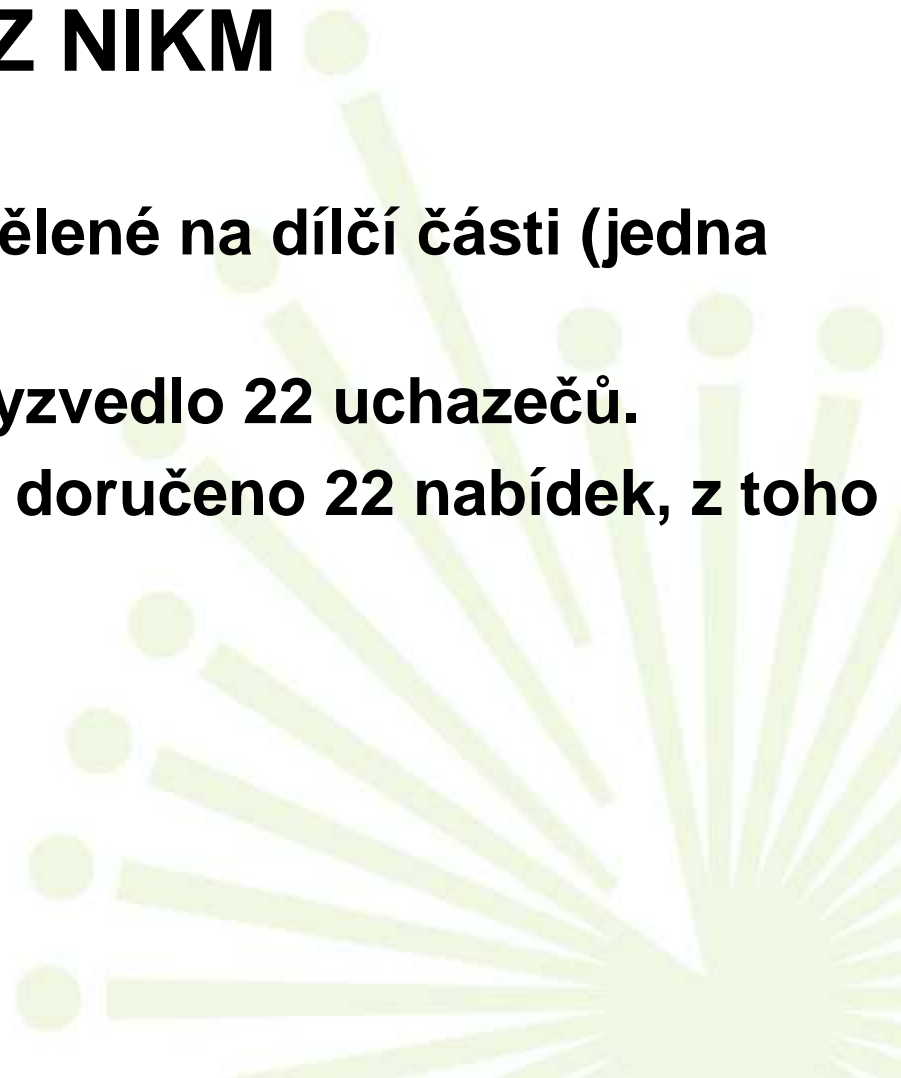 Z NIKM
ělené na dílčí části (jedna
yzvedlo 22 uchazečů.
doručeno 22 nabídek, z toho